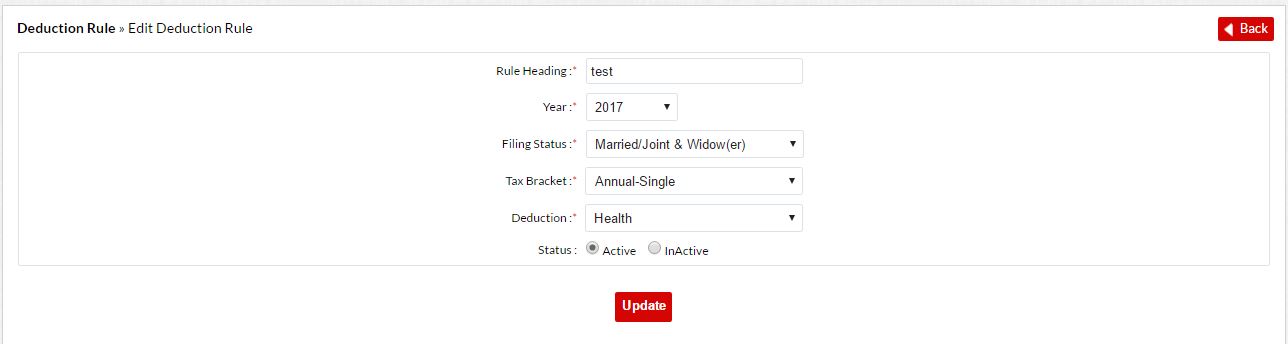 Deduction Rule » Edit Deduction Rule
Back
Rule Heading :* test
Year :* 2017
Filing Status :* Married/Joint & Widow(er)
Tax Bracket :* Annual-Single
Deduction :* Health
Status : Active InActive
Update